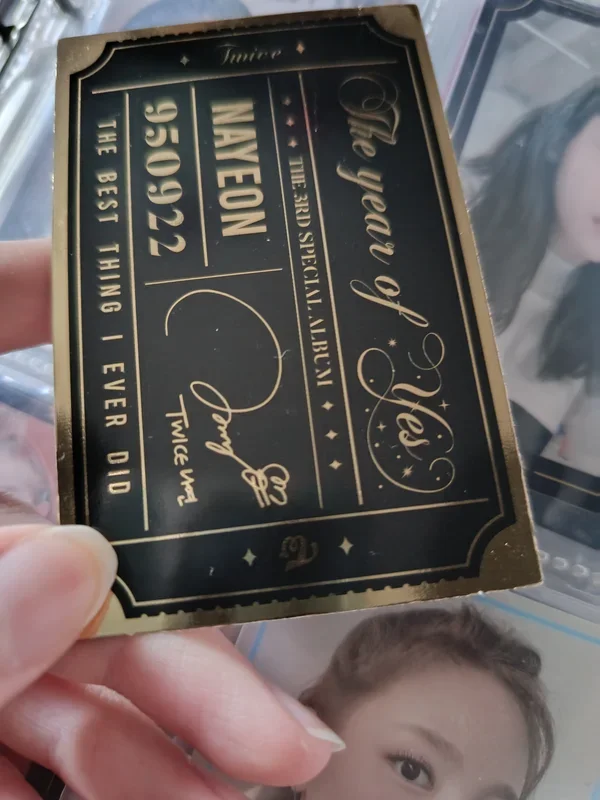 Twice
The year of Yes
THE 3RD SPECIAL ALBUM
NAYEON
950922
THE BEST THING I EVER DID